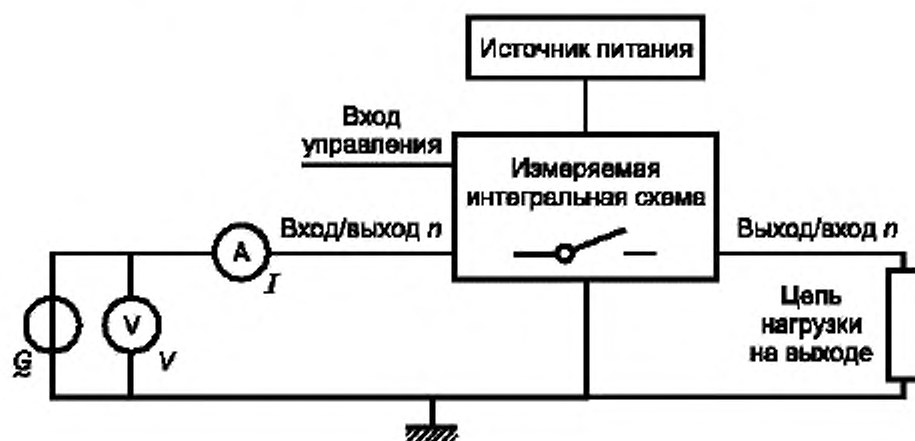 Источник питания
Вход
управления
Измеряемая
интегральная схема
Вход/выход n
Выход/вход n
A
I
Цепь
нагрузки
на выходе
G
V
V